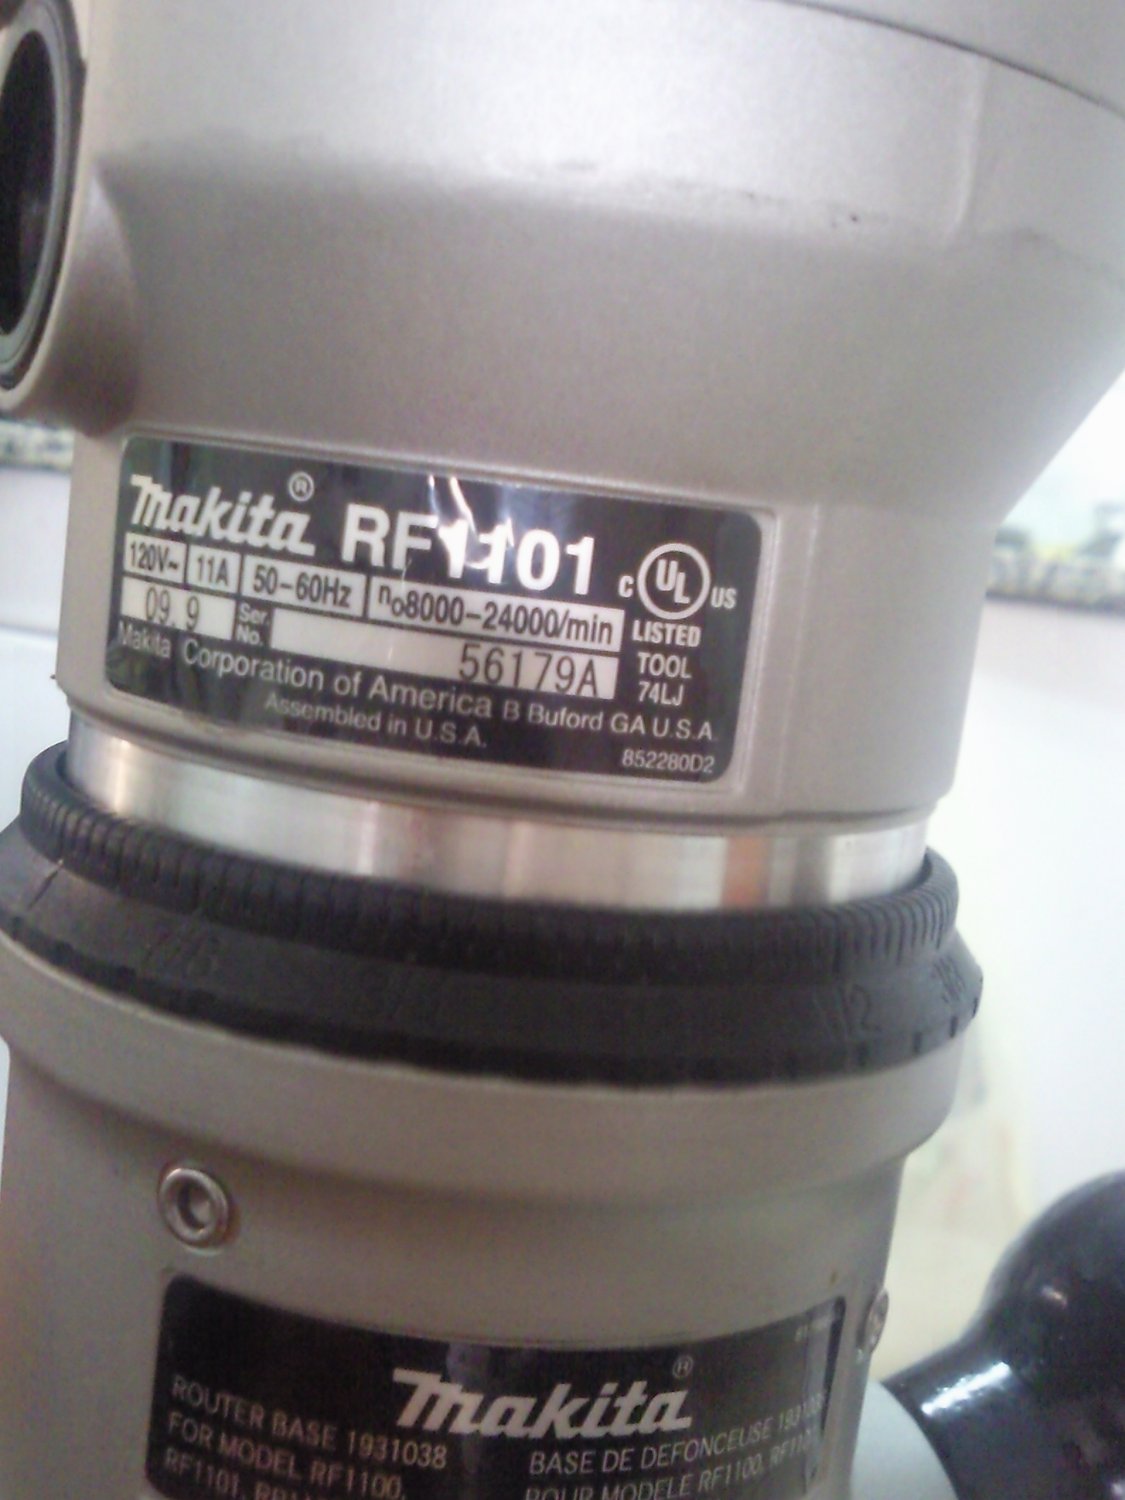 makita® RF1101
120V~ 11A 50-60Hz no8000-24000/min
09. 9 Ser. No. 56179A
C UL US
LISTED
TOOL
74LJ
Makita Corporation of America B Buford GA U.S.A.
Assembled in U.S.A.
852280D2
1/2
makita®
ROUTER BASE 1931038
FOR MODEL RF1100,
RF1101,
BASE DE DEFONCEUSE
POUR MODELE RF1100,